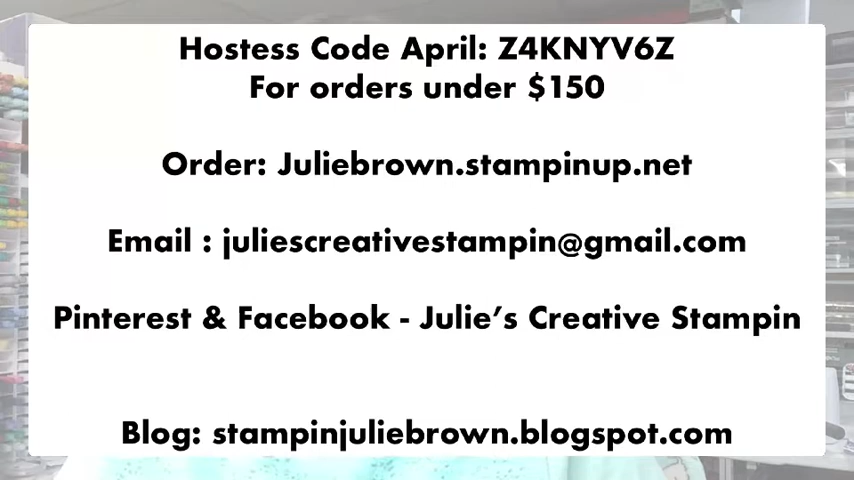 Hostess Code April: Z4KNYV6Z
For orders under $150
Order: Juliebrown.stampinup.net
Email : juliescreativestampin@gmail.com
Pinterest & Facebook - Julie’s Creative Stampin
Blog: stampinjuliebrown.blogspot.com